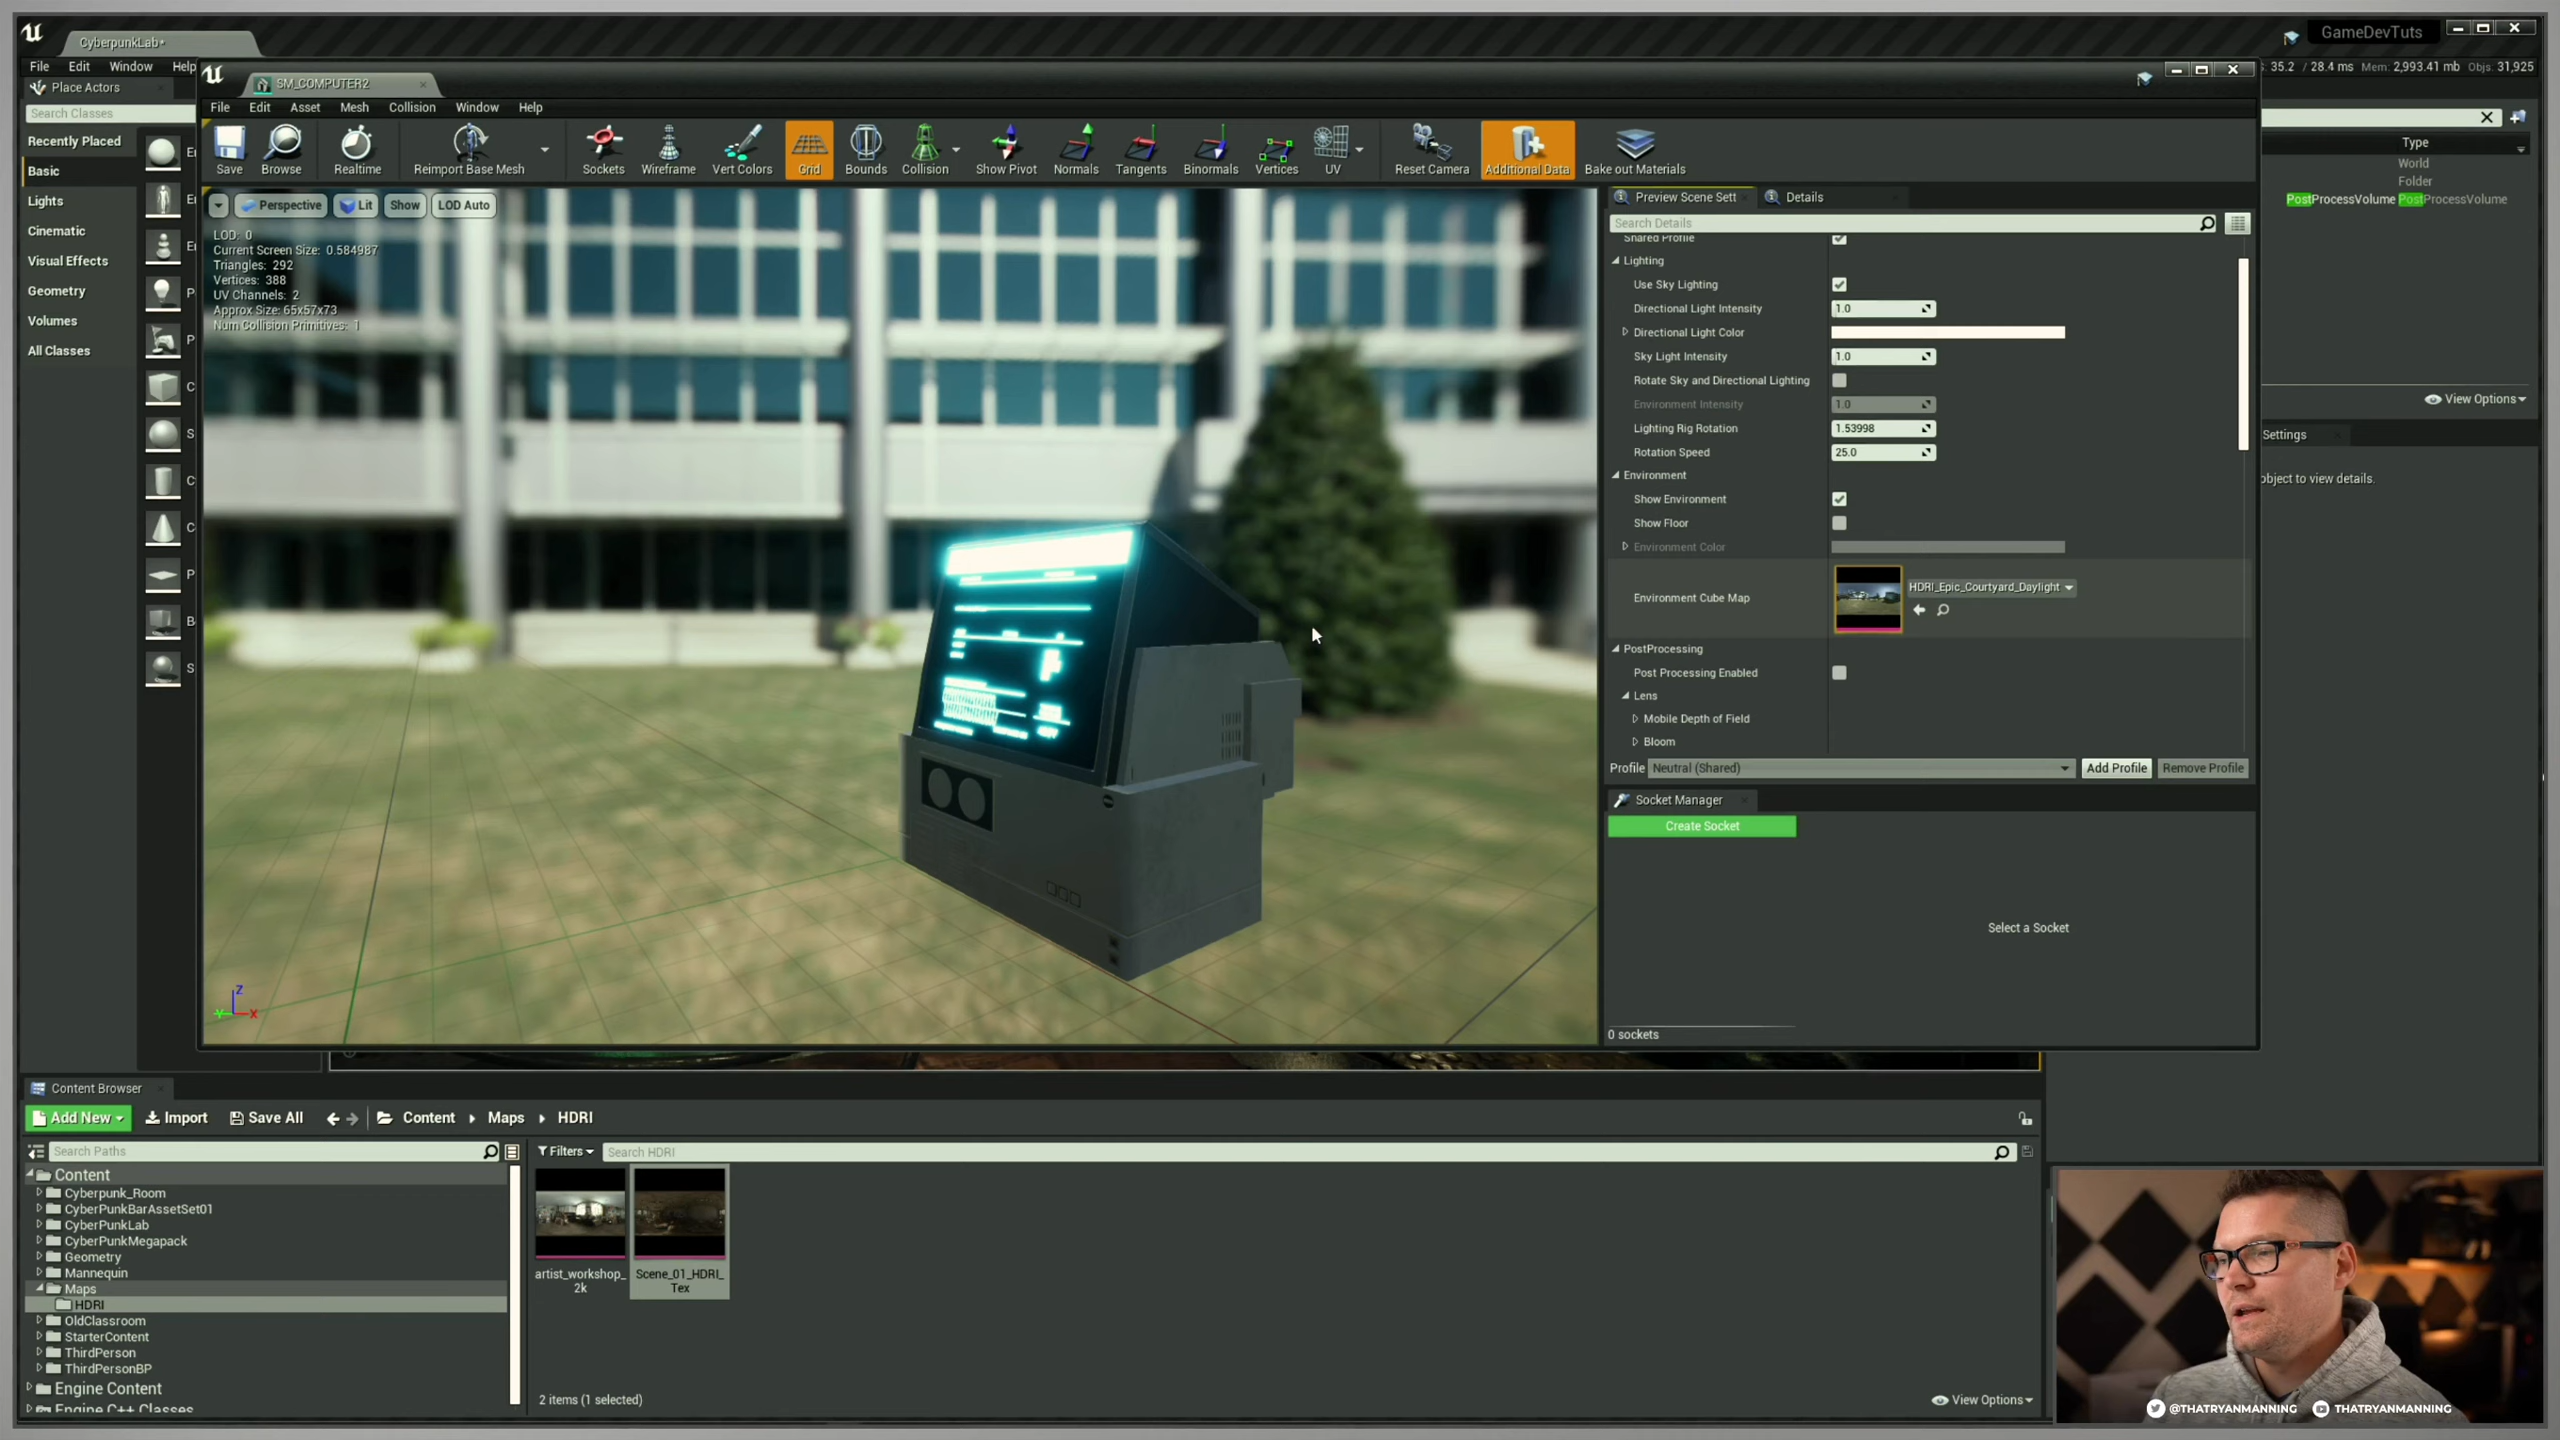 CyberpunkLab*
GameDevTuts
File Edit Window Help
35.2 / 28.4 ms Mem: 2,993.41 mb Objs: 31,925
SM_COMPUTER2
Place Actors
Search Classes
File Edit Asset Mesh Collision Window Help
Recently Placed
Basic
Lights
Cinematic
Visual Effects
Geometry
Volumes
All Classes
Save Browse Realtime Reimport Base Mesh Sockets Wireframe Vert Colors Grid Bounds Collision Show Pivot Normals Tangents Binormals Vertices UV Reset Camera Additional Data Bake out Materials
Type
World
Folder
PostProcessVolume PostProcessVolume
View Options
Settings
object to view details.
Perspective Lit Show LOD Auto
LOD: 0
Current Screen Size: 0.584987
Triangles: 292
Vertices: 388
UV Channels: 2
Approx Size: 65x57x73
Num Collision Primitives: 1
Z
Y X
Preview Scene Sett Details
Search Details
Shared Profile
Lighting
Use Sky Lighting
Directional Light Intensity 1.0
Directional Light Color
Sky Light Intensity 1.0
Rotate Sky and Directional Lighting
Environment Intensity 1.0
Lighting Rig Rotation 1.53998
Rotation Speed 25.0
Environment
Show Environment
Show Floor
Environment Color
Environment Cube Map HDRI_Epic_Courtyard_Daylight
PostProcessing
Post Processing Enabled
Lens
Mobile Depth of Field
Bloom
Profile Neutral (Shared) Add Profile Remove Profile
Socket Manager
Create Socket
Select a Socket
0 sockets
Content Browser
Add New Import Save All Content Maps HDRI
Search Paths
Filters Search HDRI
Content
Cyberpunk_Room
CyberPunkBarAssetSet01
CyberPunkLab
CyberPunkMegapack
Geometry
Mannequin
Maps
HDRI
OldClassroom
StarterContent
ThirdPerson
ThirdPersonBP
Engine Content
Engine C++ Classes
artist_workshop_
2k
Scene_01_HDRI_
Tex
2 items (1 selected)
View Options
@THATRYANMANNING THATRYANMANNING